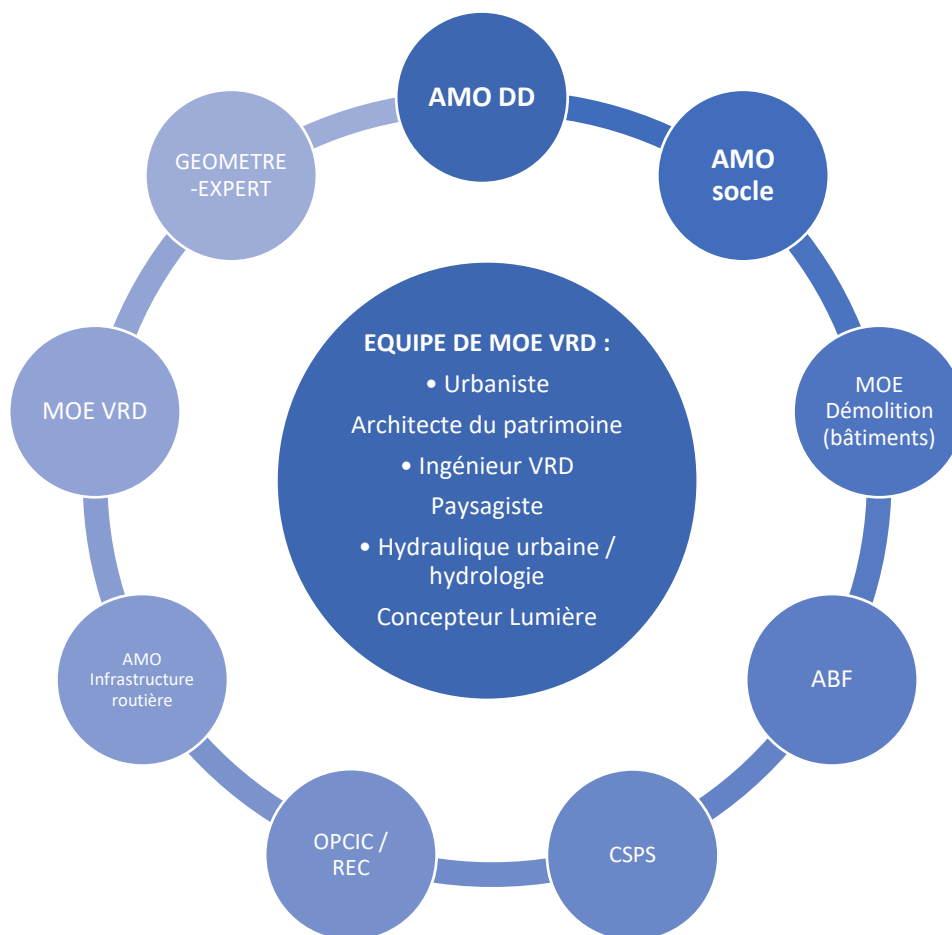 AMO DD
AMO
socle
MOE
Démolition
(bâtiments)
ABF
CSPS
OPCIC /
REC
AMO
Infrastructure
routière
MOE VRD
GEOMETRE
-EXPERT
EQUIPE DE MOE VRD :
• Urbaniste
Architecte du patrimoine
• Ingénieur VRD
Paysagiste
• Hydraulique urbaine /
hydrologie
Concepteur Lumière